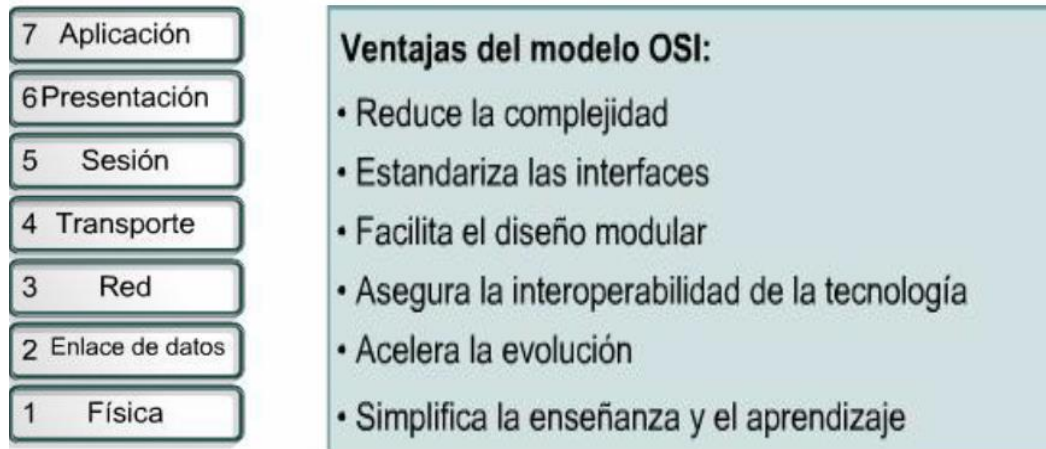 7 Aplicación
6 Presentación
5 Sesión
4 Transporte
3 Red
2 Enlace de datos
1 Física
Ventajas del modelo OSI:
• Reduce la complejidad
• Estandariza las interfaces
• Facilita el diseño modular
• Asegura la interoperabilidad de la tecnología
• Acelera la evolución
• Simplifica la enseñanza y el aprendizaje